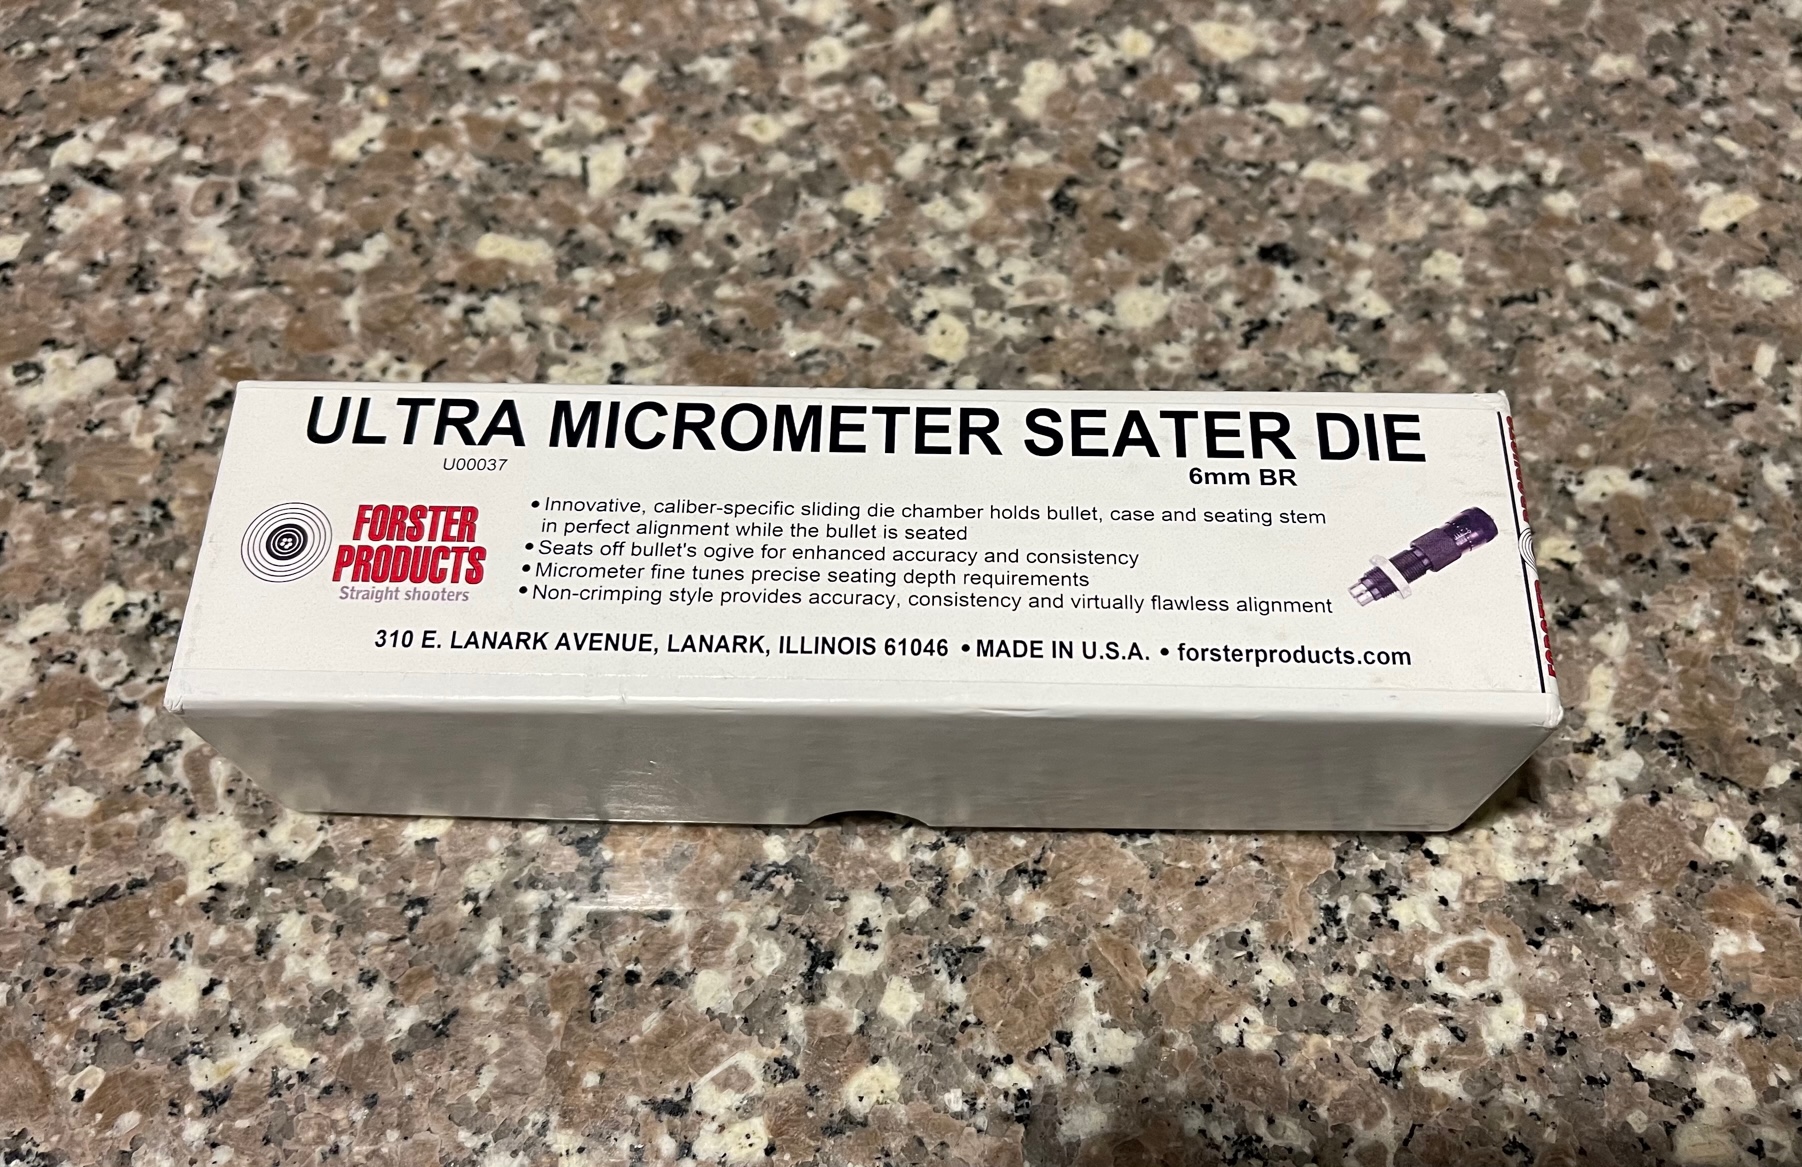 ULTRA MICROMETER SEATER DIE
U00037
6mm BR
FORSTER
PRODUCTS
Straight shooters
• Innovative, caliber-specific sliding die chamber holds bullet, case and seating stem
in perfect alignment while the bullet is seated
• Seats off bullet's ogive for enhanced accuracy and consistency
• Micrometer fine tunes precise seating depth requirements
• Non-crimping style provides accuracy, consistency and virtually flawless alignment
310 E. LANARK AVENUE, LANARK, ILLINOIS 61046 • MADE IN U.S.A. • forsterproducts.com